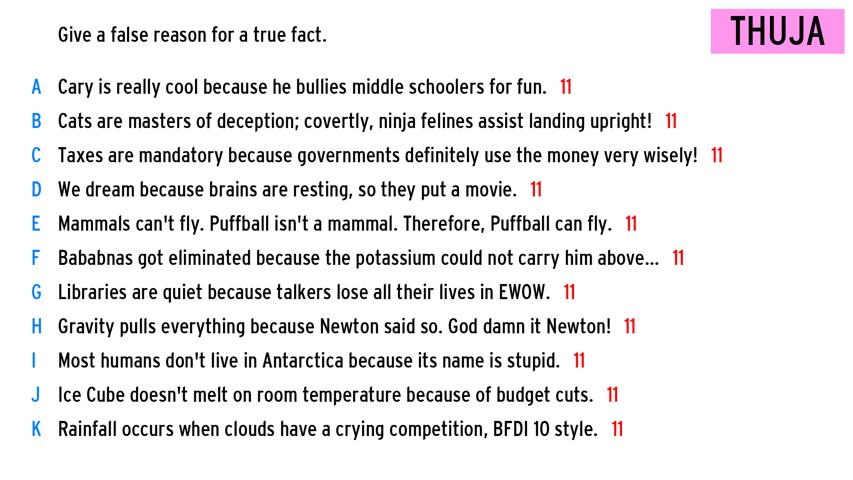 Give a false reason for a true fact.
THUJA
A Cary is really cool because he bullies middle schoolers for fun. 11
B Cats are masters of deception; covertly, ninja felines assist landing upright! 11
C Taxes are mandatory because governments definitely use the money very wisely! 11
D We dream because brains are resting, so they put a movie. 11
E Mammals can't fly. Puffball isn't a mammal. Therefore, Puffball can fly. 11
F Bababnas got eliminated because the potassium could not carry him above... 11
G Libraries are quiet because talkers lose all their lives in EWOW. 11
H Gravity pulls everything because Newton said so. God damn it Newton! 11
I Most humans don't live in Antarctica because its name is stupid. 11
J Ice Cube doesn't melt on room temperature because of budget cuts. 11
K Rainfall occurs when clouds have a crying competition, BFDI 10 style. 11